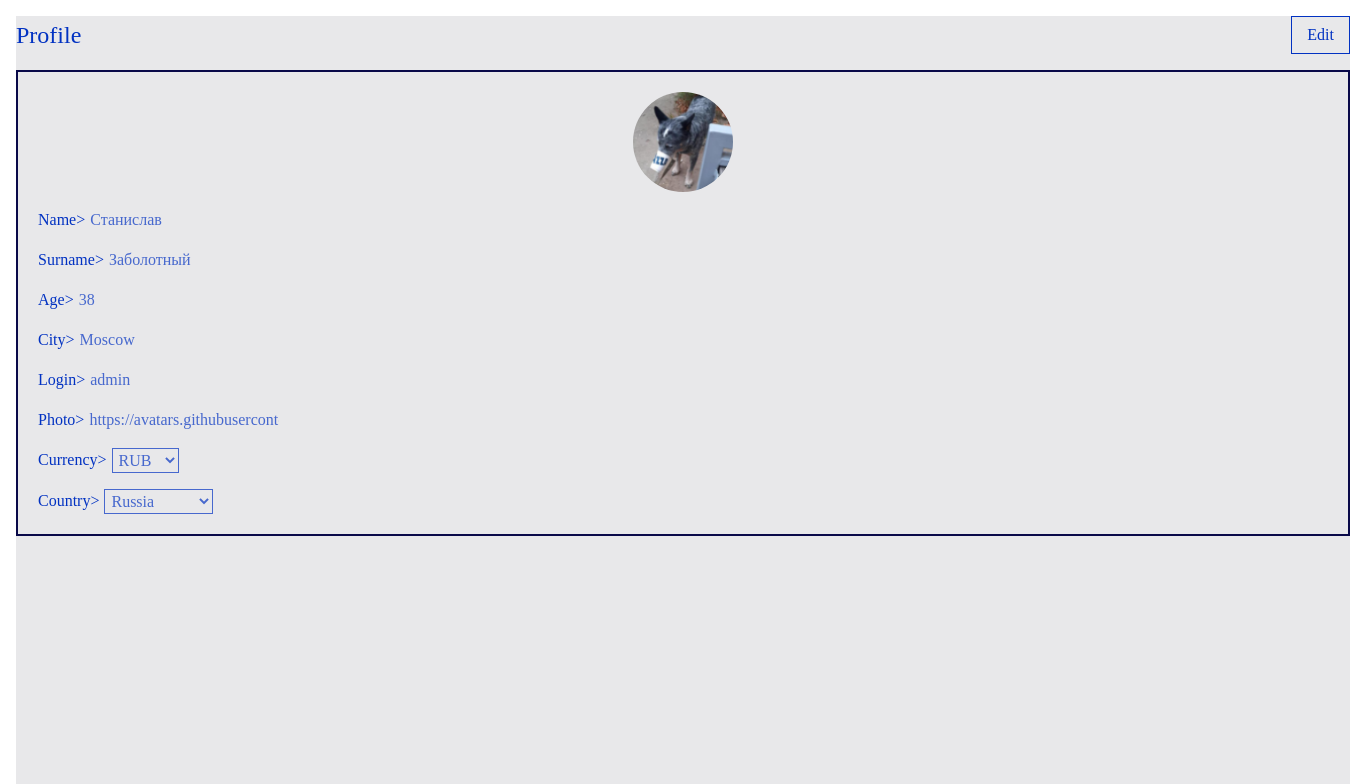 Profile
Edit
Name> Станислав
Surname> Заболотный
Age> 38
City> Moscow
Login> admin
Photo> https://avatars.githubusercont
Currency> RUB
Country> Russia